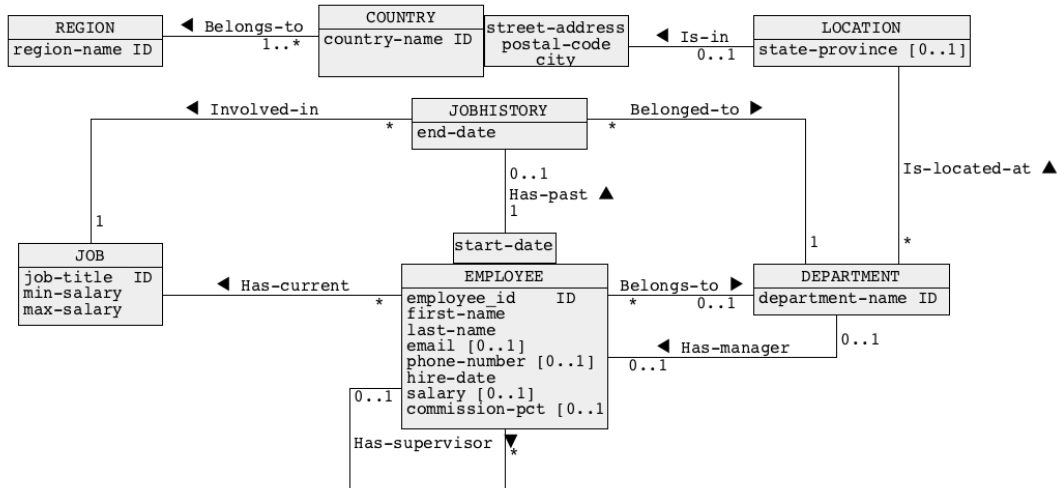 REGION
region-name ID
◄ Belongs-to
1..*
COUNTRY
country-name ID
street-address
postal-code
city
◄ Is-in
0..1
LOCATION
state-province [0..1]
◄ Involved-in
*
JOBHISTORY
end-date
Belonged-to ►
*
0..1
Has-past ▲
1
Is-located-at ▲
1
start-date
1
*
JOB
job-title ID
min-salary
max-salary
◄ Has-current
*
EMPLOYEE
employee_id ID
first-name
last-name
email [0..1]
phone-number [0..1]
hire-date
salary [0..1]
commission-pct [0..1
Belongs-to ►
* 0..1
DEPARTMENT
department-name ID
◄ Has-manager
0..1
0..1
0..1
Has-supervisor ▼
*